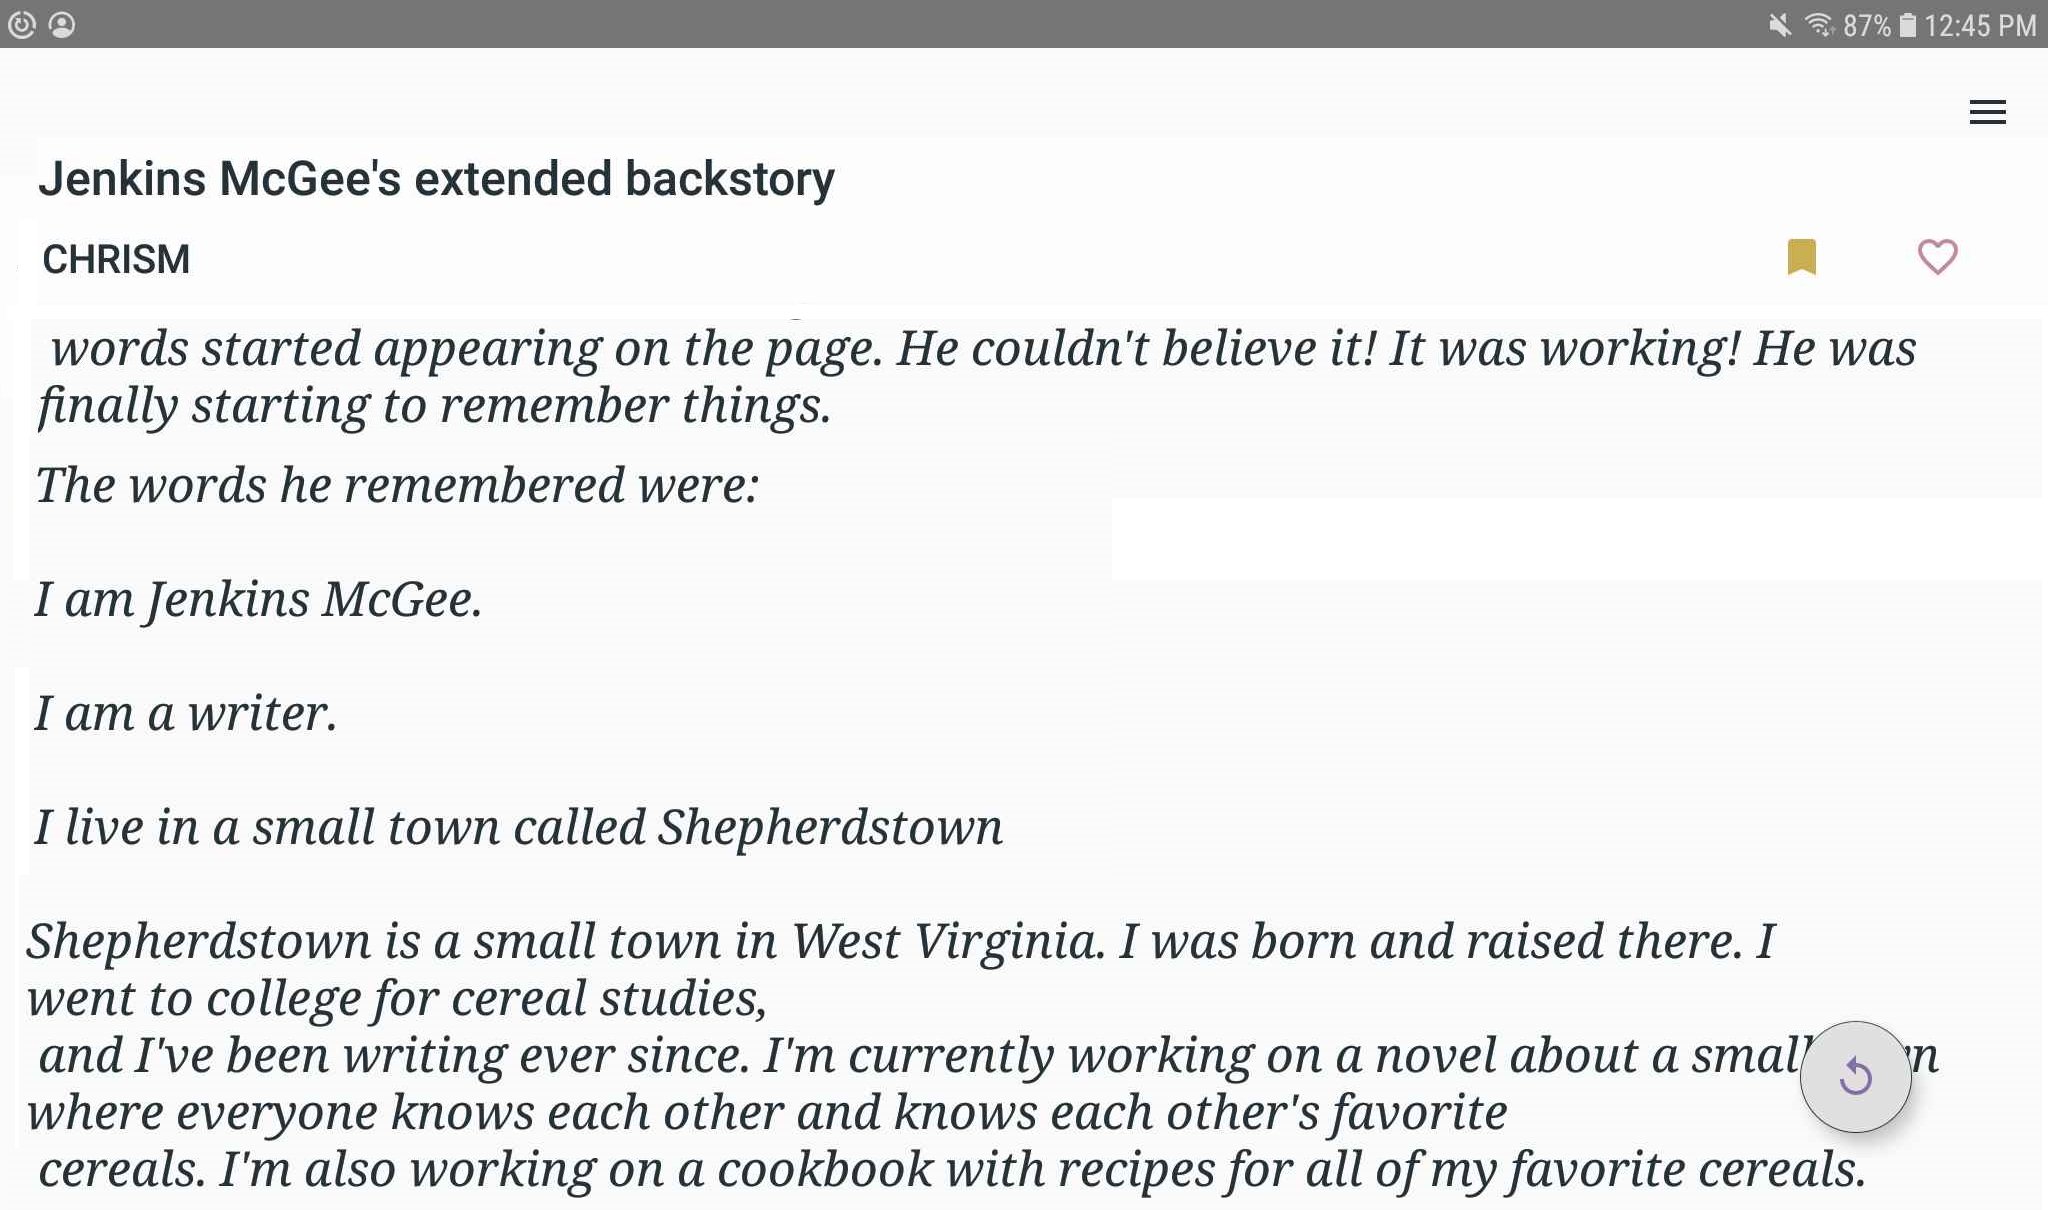 87% 12:45 PM
Jenkins McGee's extended backstory
CHRISM
words started appearing on the page. He couldn't believe it! It was working! He was
finally starting to remember things.
The words he remembered were:
I am Jenkins McGee.
I am a writer.
I live in a small town called Shepherdstown
Shepherdstown is a small town in West Virginia. I was born and raised there. I
went to college for cereal studies,
and I've been writing ever since. I'm currently working on a novel about a small
where everyone knows each other and knows each other's favorite
cereals. I'm also working on a cookbook with recipes for all of my favorite cereals.